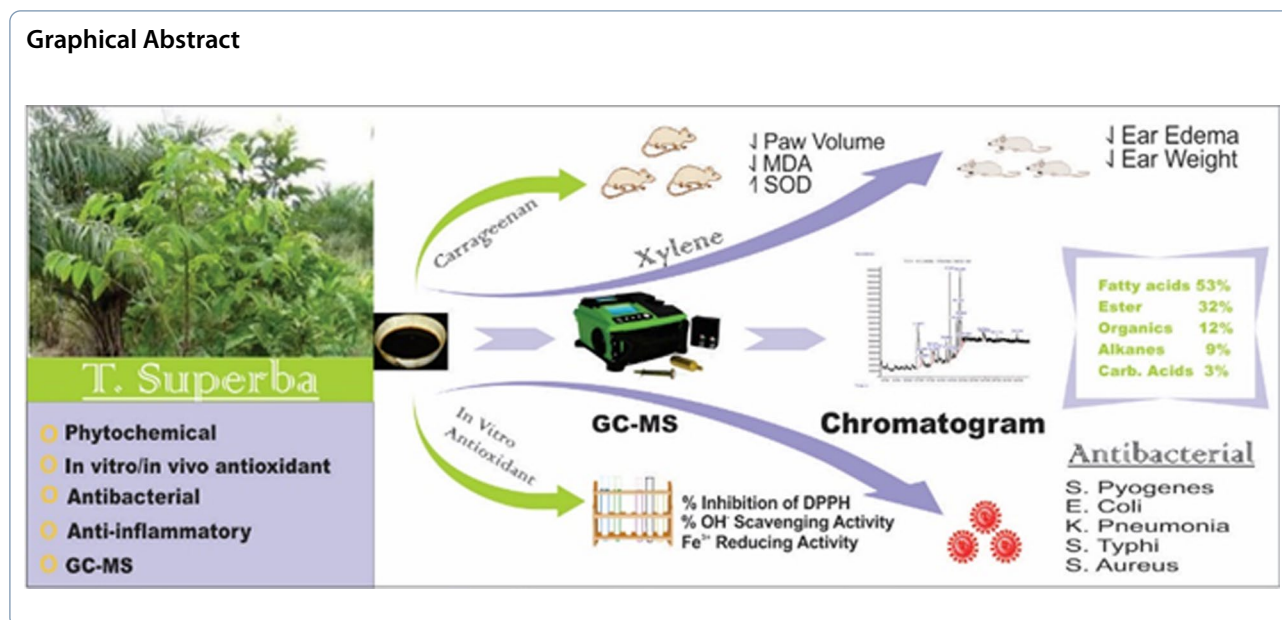 Graphical Abstract
T. Superba
Phytochemical
In vitro/in vivo antioxidant
Antibacterial
Anti-inflammatory
GC-MS
Carrageenan
↓ Paw Volume
↓ MDA
↑ SOD
Xylene
↓ Ear Edema
↓ Ear Weight
GC-MS
Chromatogram
Fatty acids 53%
Ester 32%
Organics 12%
Alkanes 9%
Carb. Acids 3%
In Vitro
Antioxidant
% Inhibition of DPPH
% OH⁻ Scavenging Activity
Fe³⁺ Reducing Activity
Antibacterial
S. Pyogenes
E. Coli
K. Pneumonia
S. Typhi
S. Aureus